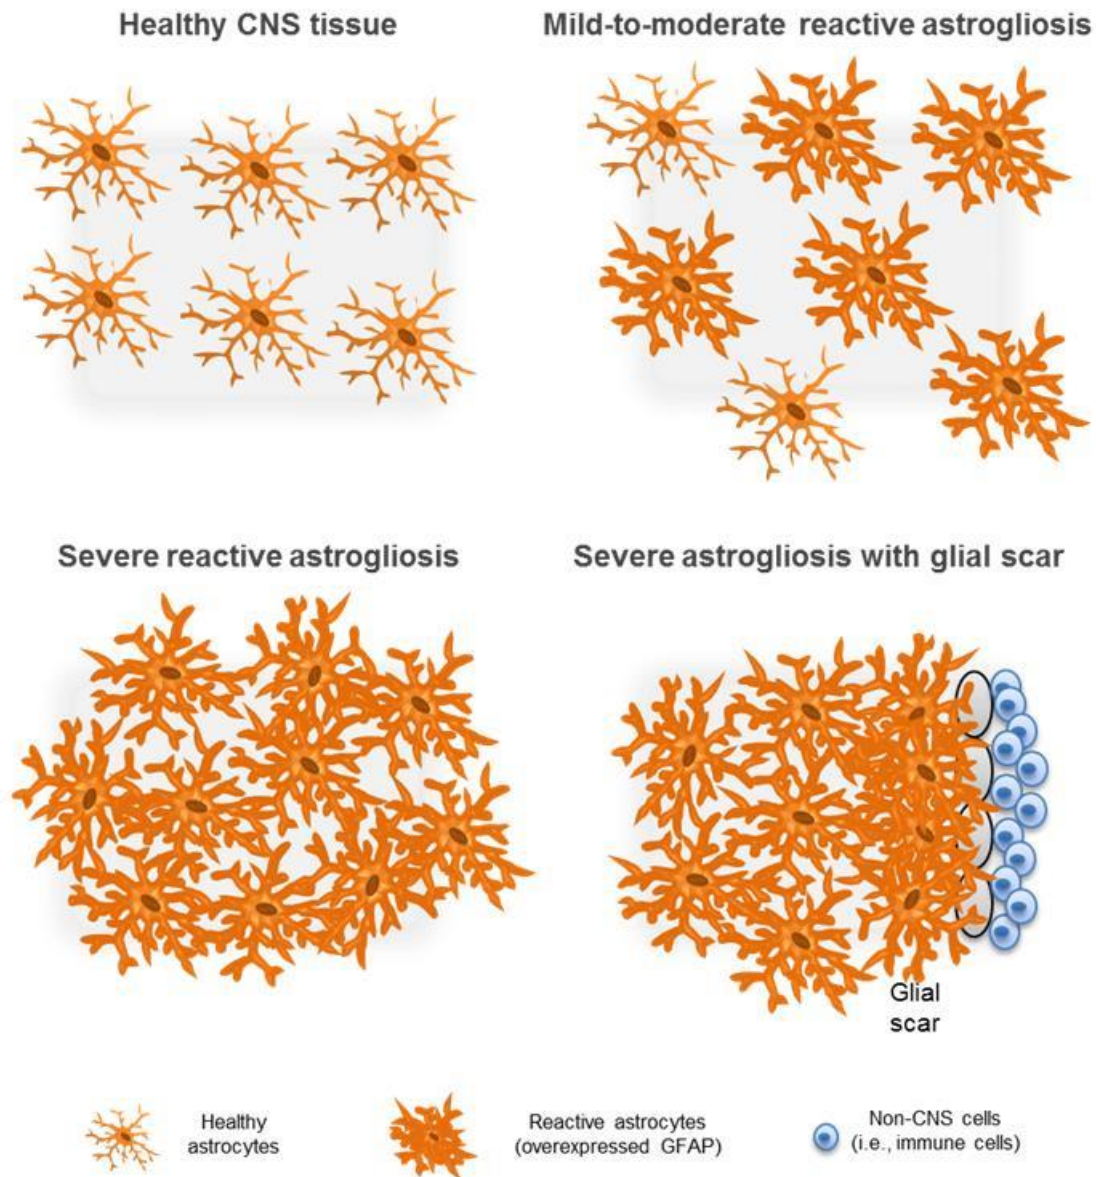 Healthy CNS tissue
Mild-to-moderate reactive astrogliosis
Severe reactive astrogliosis
Severe astrogliosis with glial scar
Glial
scar
Healthy
astrocytes
Reactive astrocytes
(overexpressed GFAP)
Non-CNS cells
(i.e., immune cells)